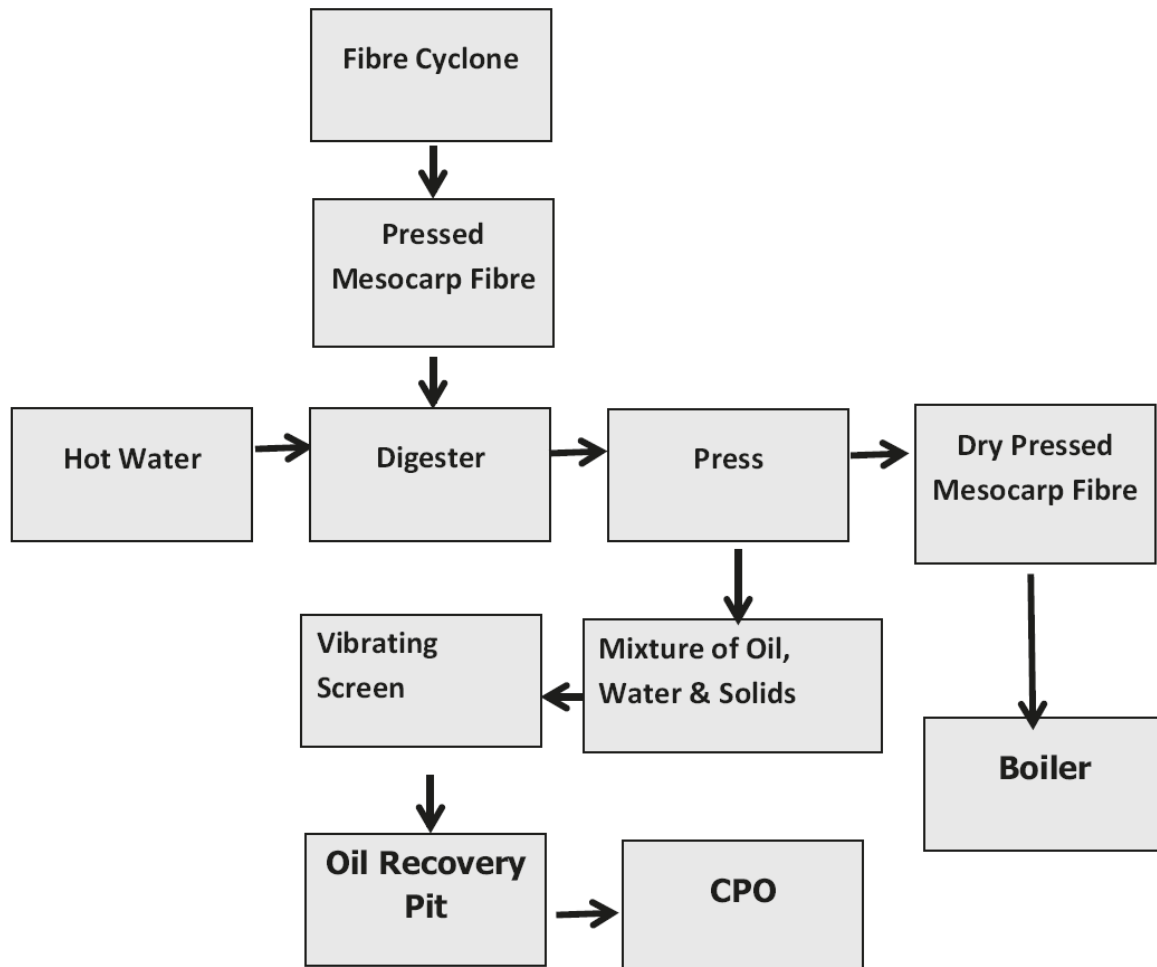 Fibre Cyclone
Pressed
Mesocarp Fibre
Hot Water
Digester
Press
Dry Pressed
Mesocarp Fibre
Vibrating
Screen
Mixture of Oil,
Water & Solids
Boiler
Oil Recovery
Pit
CPO